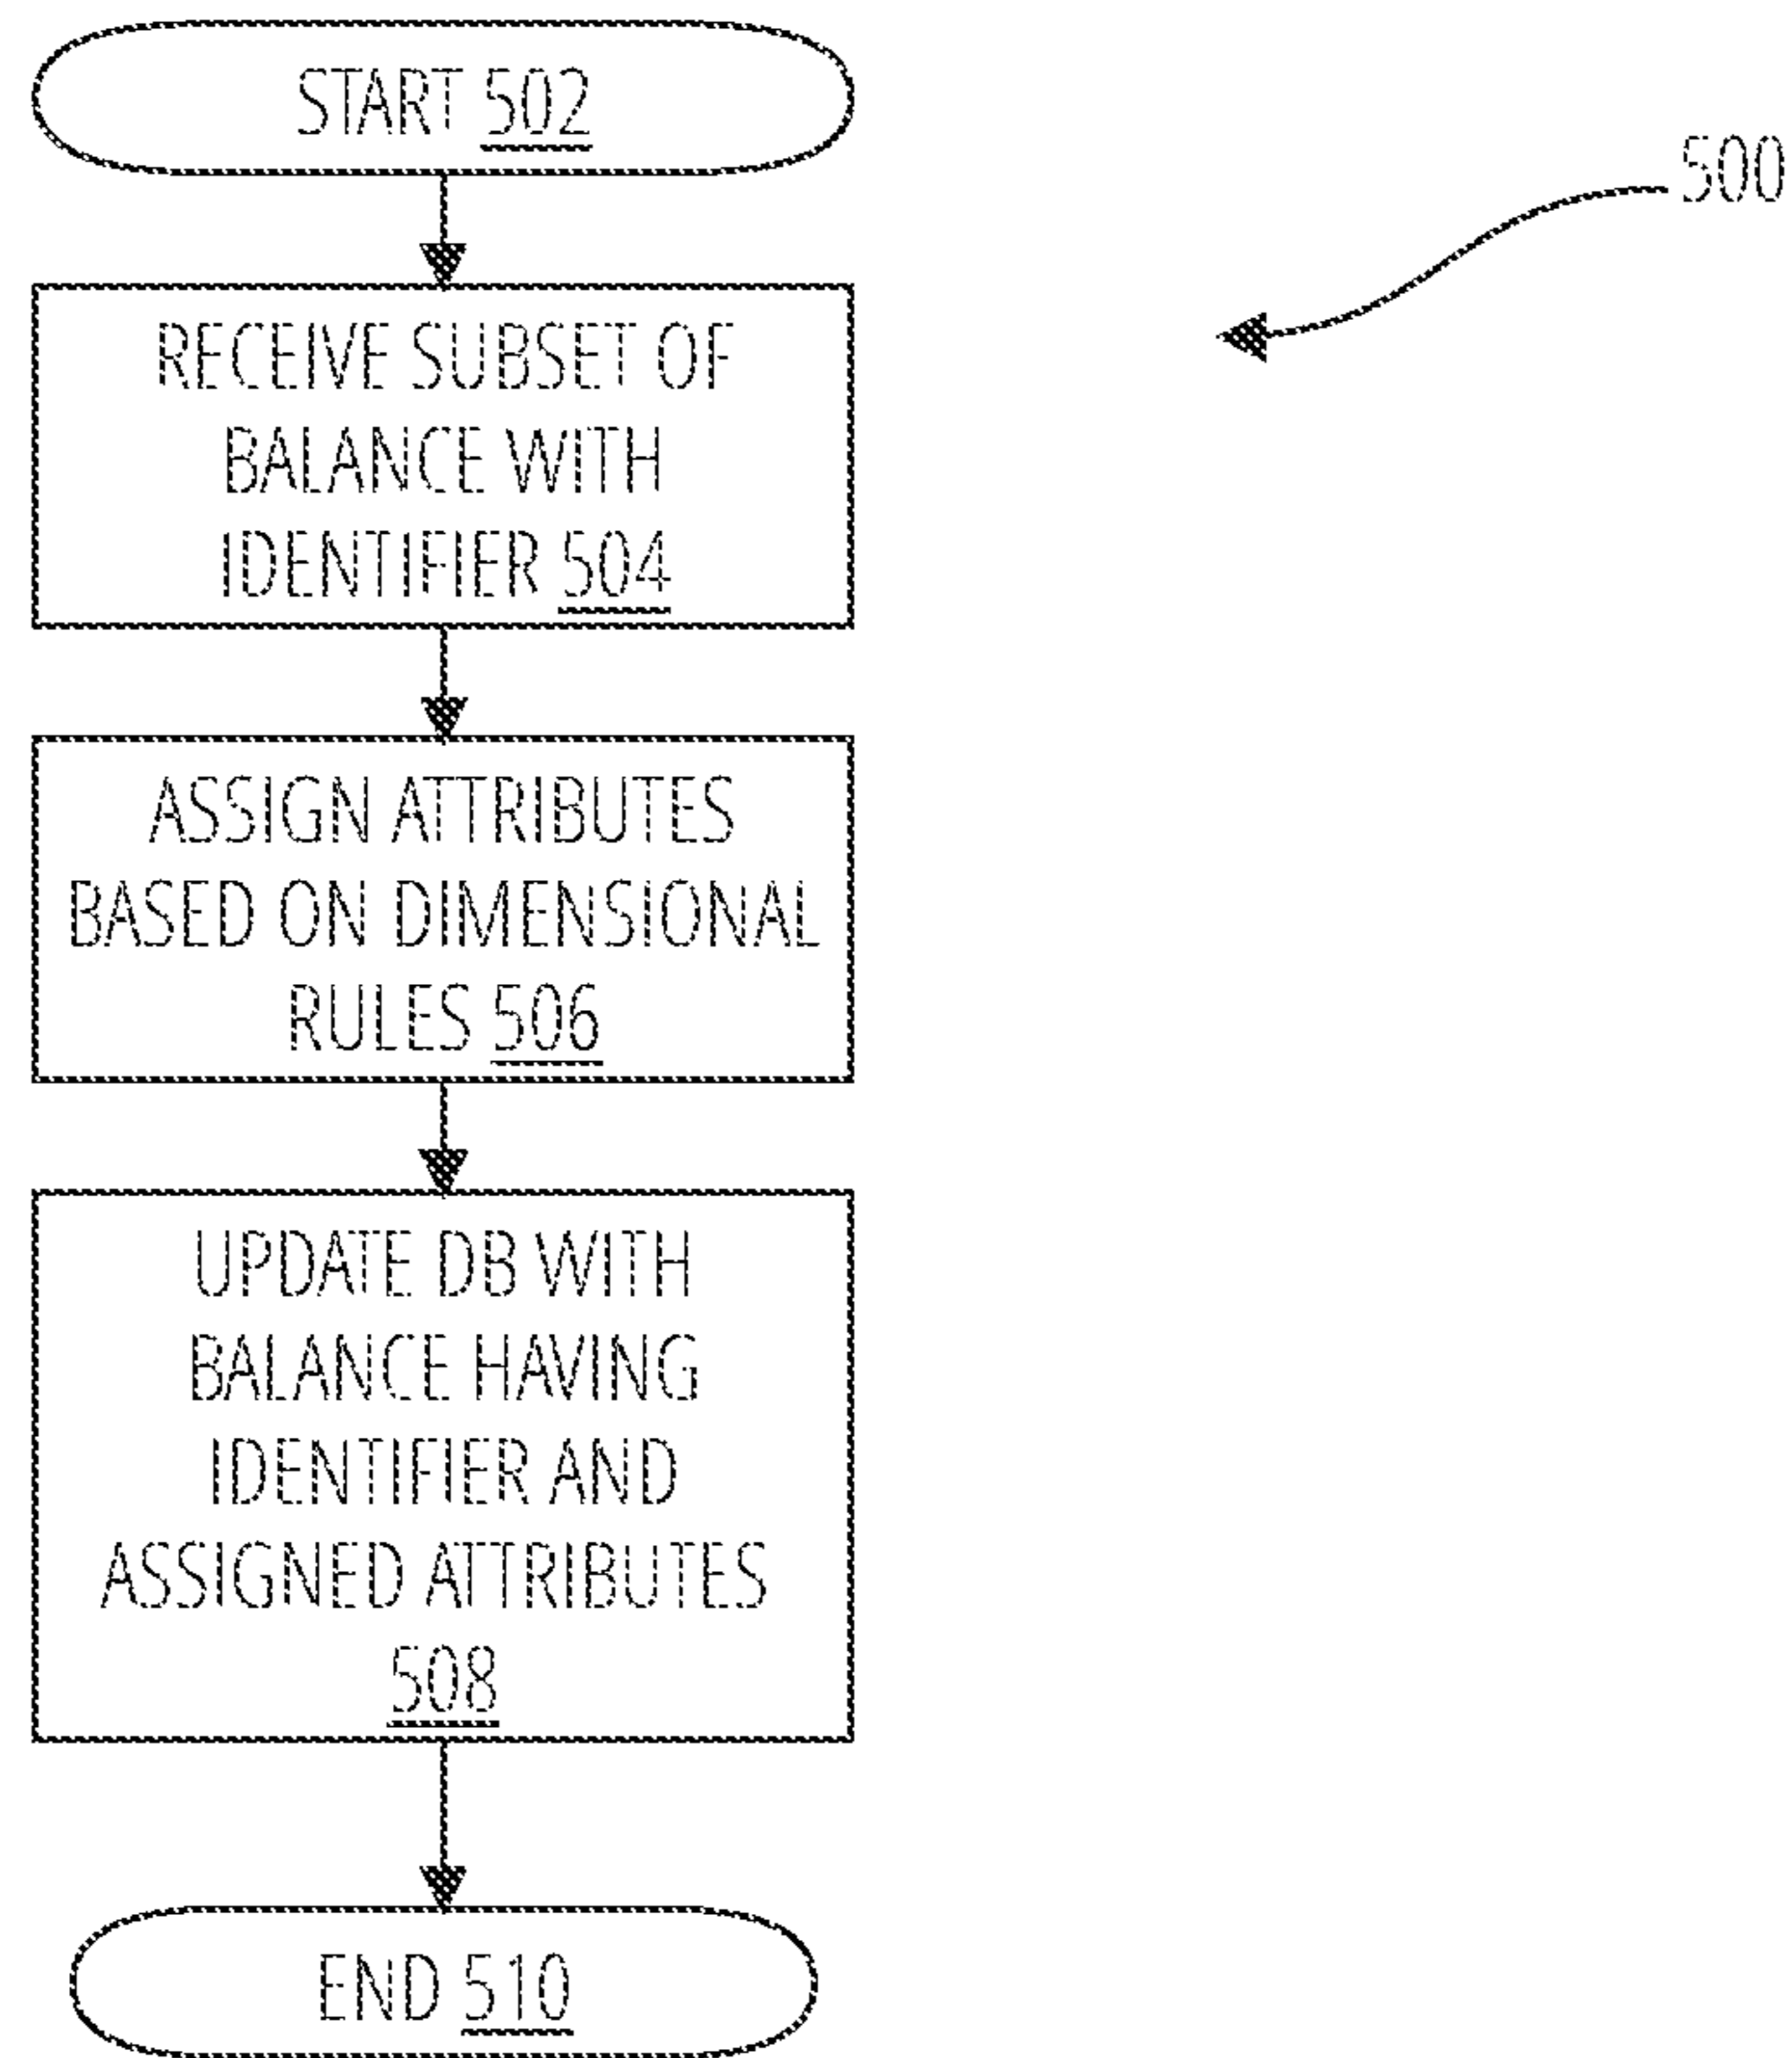 START 502
500
RECEIVE SUBSET OF
BALANCE WITH
IDENTIFIER 504
ASSIGN ATTRIBUTES
BASED ON DIMENSIONAL
RULES 506
UPDATE DB WITH
BALANCE HAVING
IDENTIFIER AND
ASSIGNED ATTRIBUTES
508
END 510